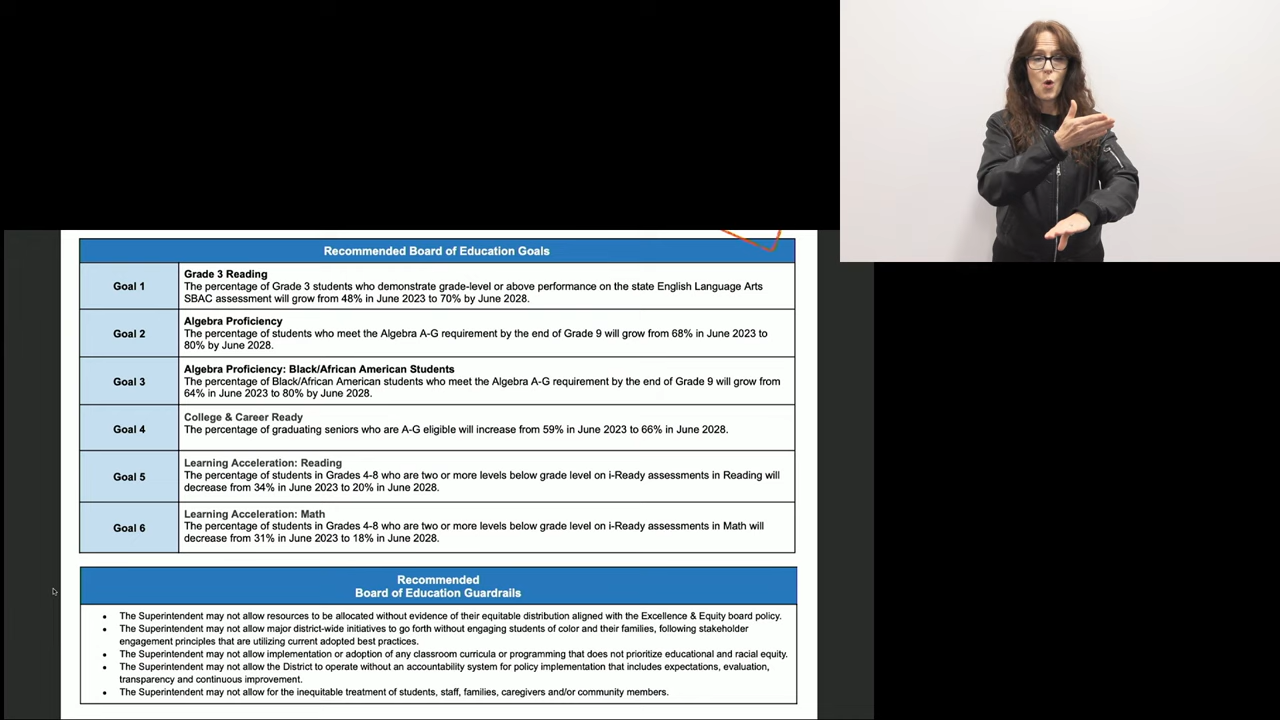 Recommended Board of Education Goals
Goal 1
Grade 3 Reading
The percentage of Grade 3 students who demonstrate grade-level or above performance on the state English Language Arts
SBAC assessment will grow from 48% in June 2023 to 70% by June 2028.
Goal 2
Algebra Proficiency
The percentage of students who meet the Algebra A-G requirement by the end of Grade 9 will grow from 68% in June 2023 to
80% by June 2028.
Goal 3
Algebra Proficiency: Black/African American Students
The percentage of Black/African American students who meet the Algebra A-G requirement by the end of Grade 9 will grow from
64% in June 2023 to 80% by June 2028.
Goal 4
College & Career Ready
The percentage of graduating seniors who are A-G eligible will increase from 59% in June 2023 to 66% in June 2028.
Goal 5
Learning Acceleration: Reading
The percentage of students in Grades 4-8 who are two or more levels below grade level on i-Ready assessments in Reading will
decrease from 34% in June 2023 to 20% in June 2028.
Goal 6
Learning Acceleration: Math
The percentage of students in Grades 4-8 who are two or more levels below grade level on i-Ready assessments in Math will
decrease from 31% in June 2023 to 18% in June 2028.
Recommended
Board of Education Guardrails
• The Superintendent may not allow resources to be allocated without evidence of their equitable distribution aligned with the Excellence & Equity board policy.
• The Superintendent may not allow major district-wide initiatives to go forth without engaging students of color and their families, following stakeholder
engagement principles that are utilizing current adopted best practices.
• The Superintendent may not allow implementation or adoption of any classroom curricula or programming that does not prioritize educational and racial equity.
• The Superintendent may not allow the District to operate without an accountability system for policy implementation that includes expectations, evaluation,
transparency and continuous improvement.
• The Superintendent may not allow for the inequitable treatment of students, staff, families, caregivers and/or community members.